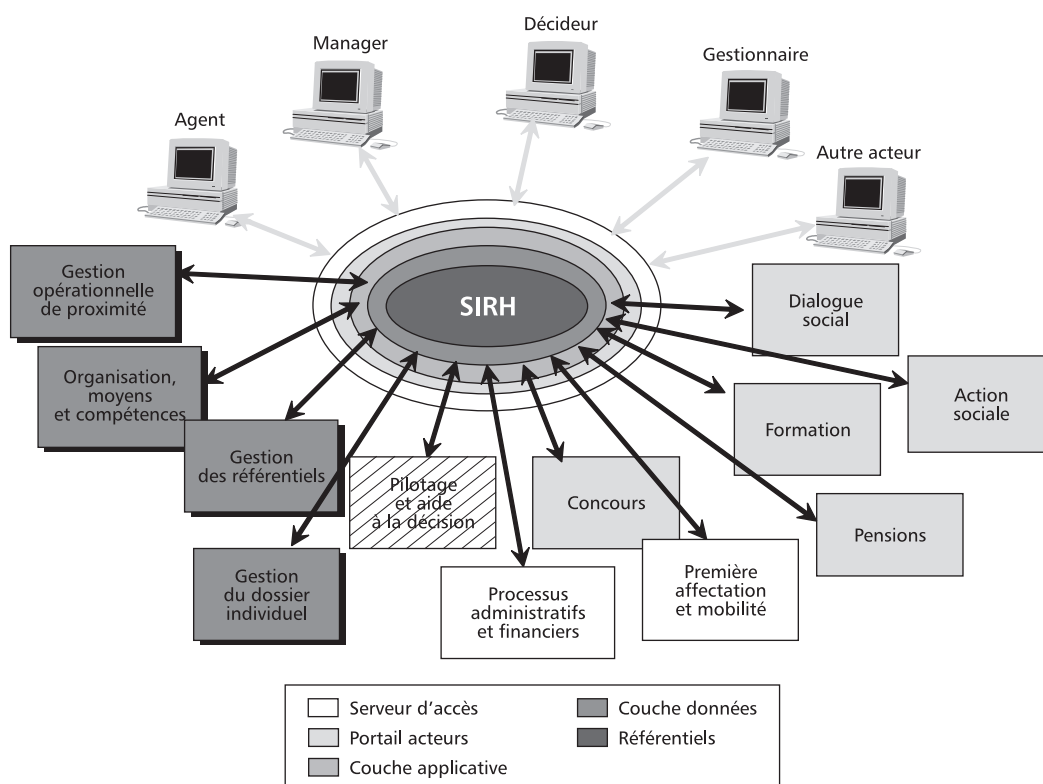 Décideur
Manager
Gestionnaire
Agent
Autre acteur
Gestion
opérationnelle
de proximité
SIRH
Dialogue
social
Organisation,
moyens
et compétences
Action
sociale
Formation
Gestion
des référentiels
Pilotage
et aide
à la décision
Concours
Pensions
Gestion
du dossier
individuel
Processus
administratifs
et financiers
Première
affectation
et mobilité
Serveur d'accès
Portail acteurs
Couche applicative
Couche données
Référentiels